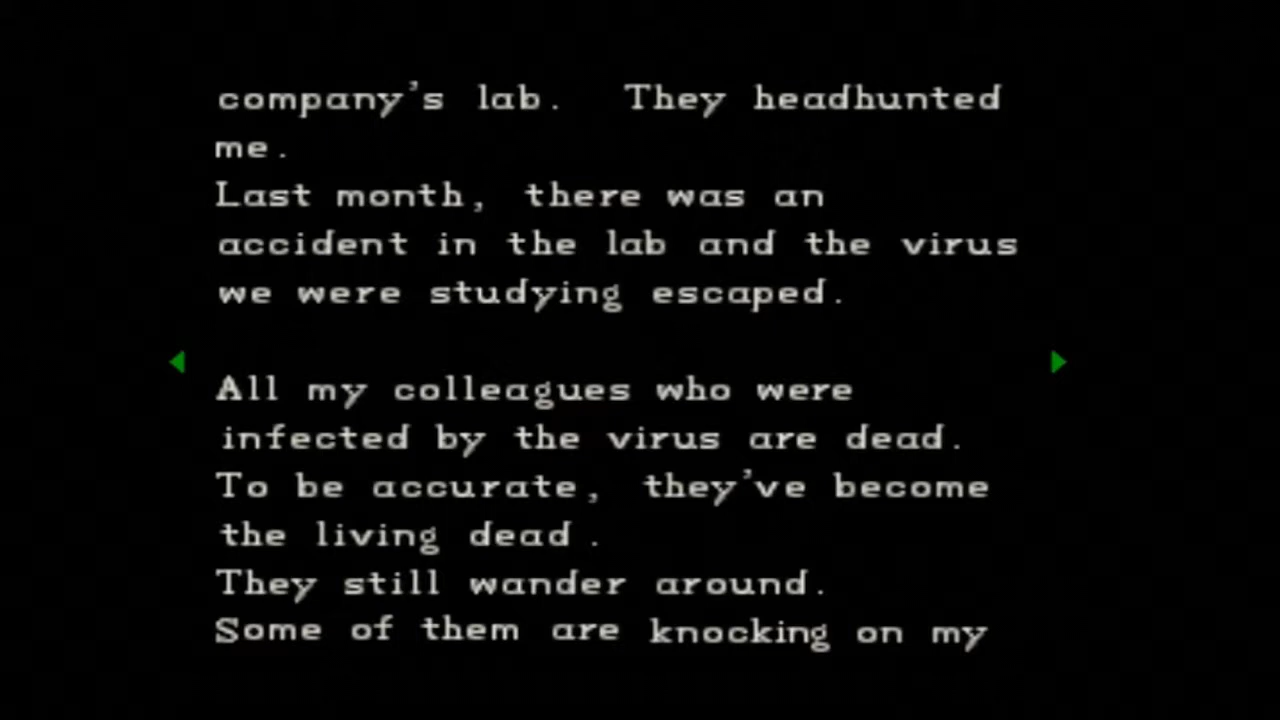 company's lab. They headhunted
me.
Last month, there was an
accident in the lab and the virus
we were studying escaped.
All my colleagues who were
infected by the virus are dead.
To be accurate, they've become
the living dead .
They still wander around.
Some of them are knocking on my